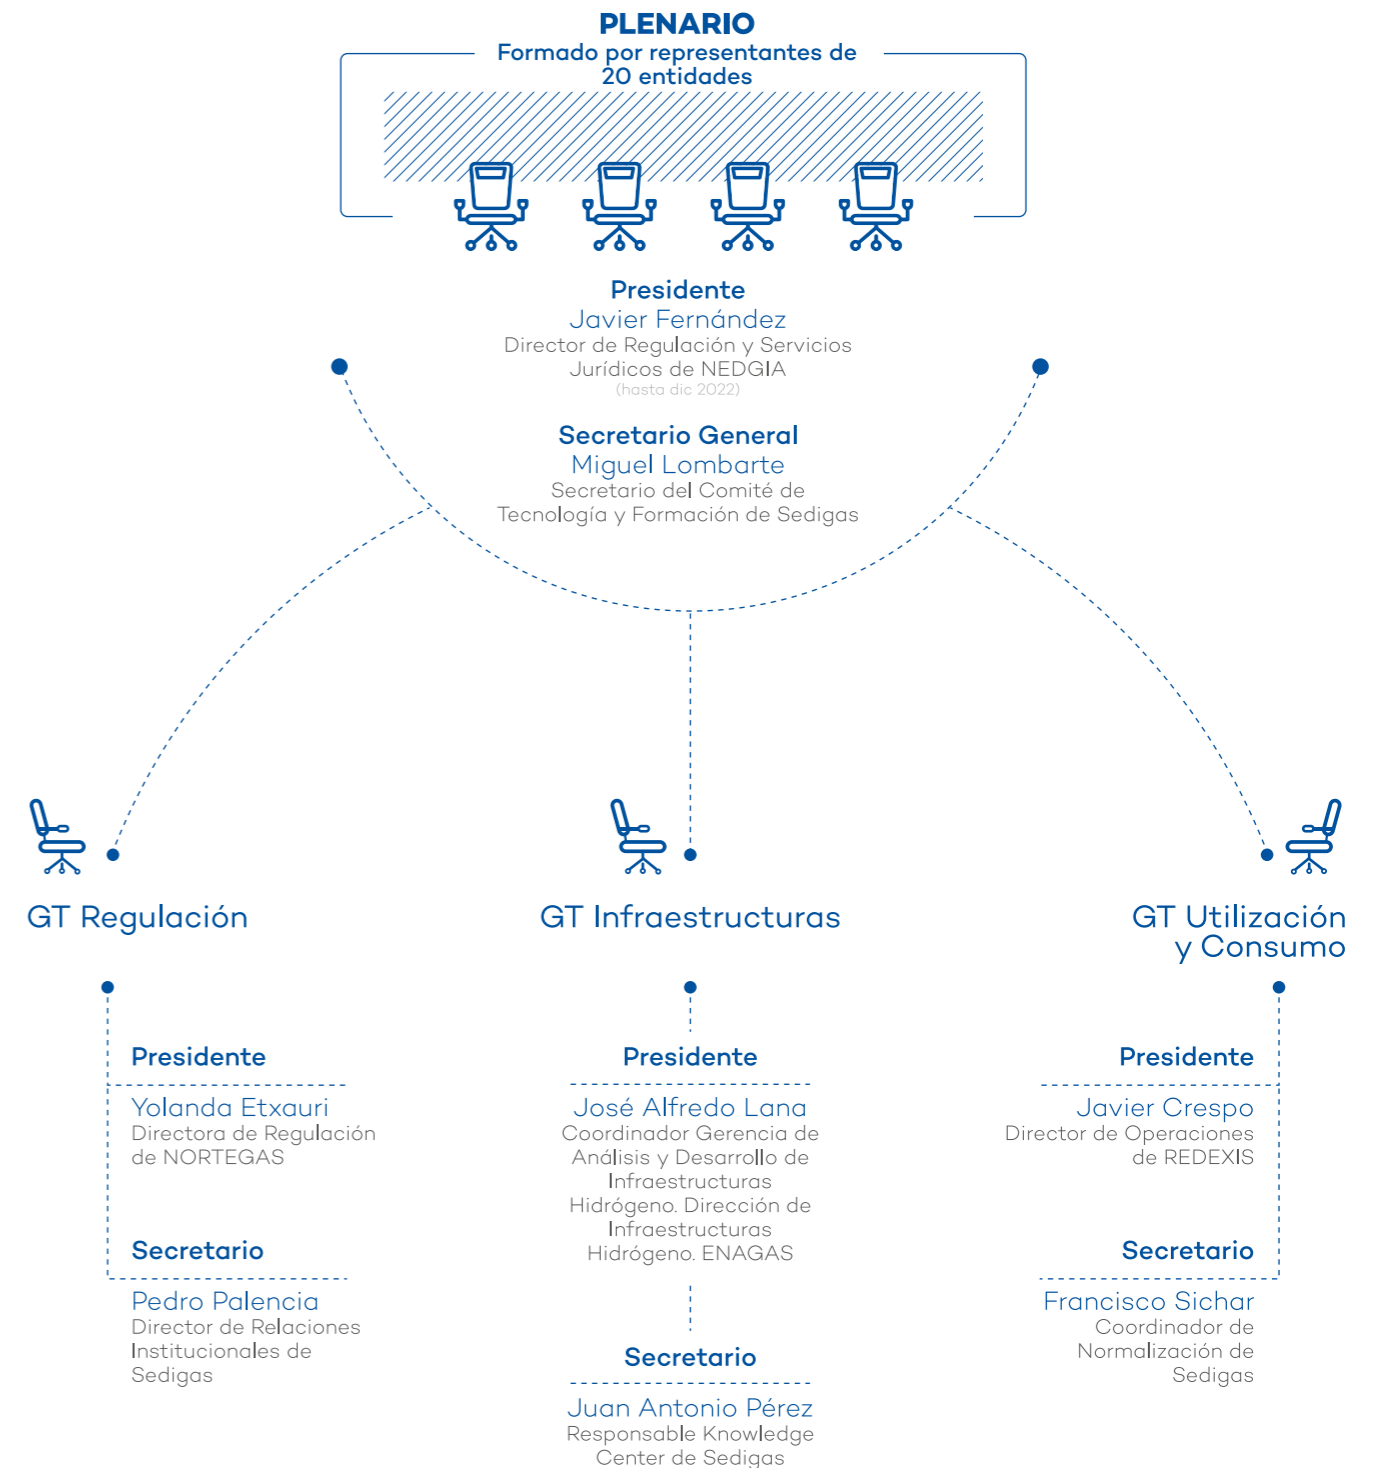 PLENARIO
Formado por representantes de
20 entidades
Presidente
Javier Fernández
Director de Regulación y Servicios
Jurídicos de NEDGIA
(hasta dic 2022)
Secretario General
Miguel Lombarte
Secretario del Comité de
Tecnología y Formación de Sedigas
GT Regulación
Presidente
Yolanda Etxauri
Directora de Regulación
de NORTEGAS
Secretario
Pedro Palencia
Director de Relaciones
Institucionales de
Sedigas
GT Infraestructuras
Presidente
José Alfredo Lana
Coordinador Gerencia de
Análisis y Desarrollo de
Infraestructuras
Hidrógeno. Dirección de
Infraestructuras
Hidrógeno. ENAGAS
Secretario
Juan Antonio Pérez
Responsable Knowledge
Center de Sedigas
GT Utilización
y Consumo
Presidente
Javier Crespo
Director de Operaciones
de REDEXIS
Secretario
Francisco Sichar
Coordinador de
Normalización de
Sedigas